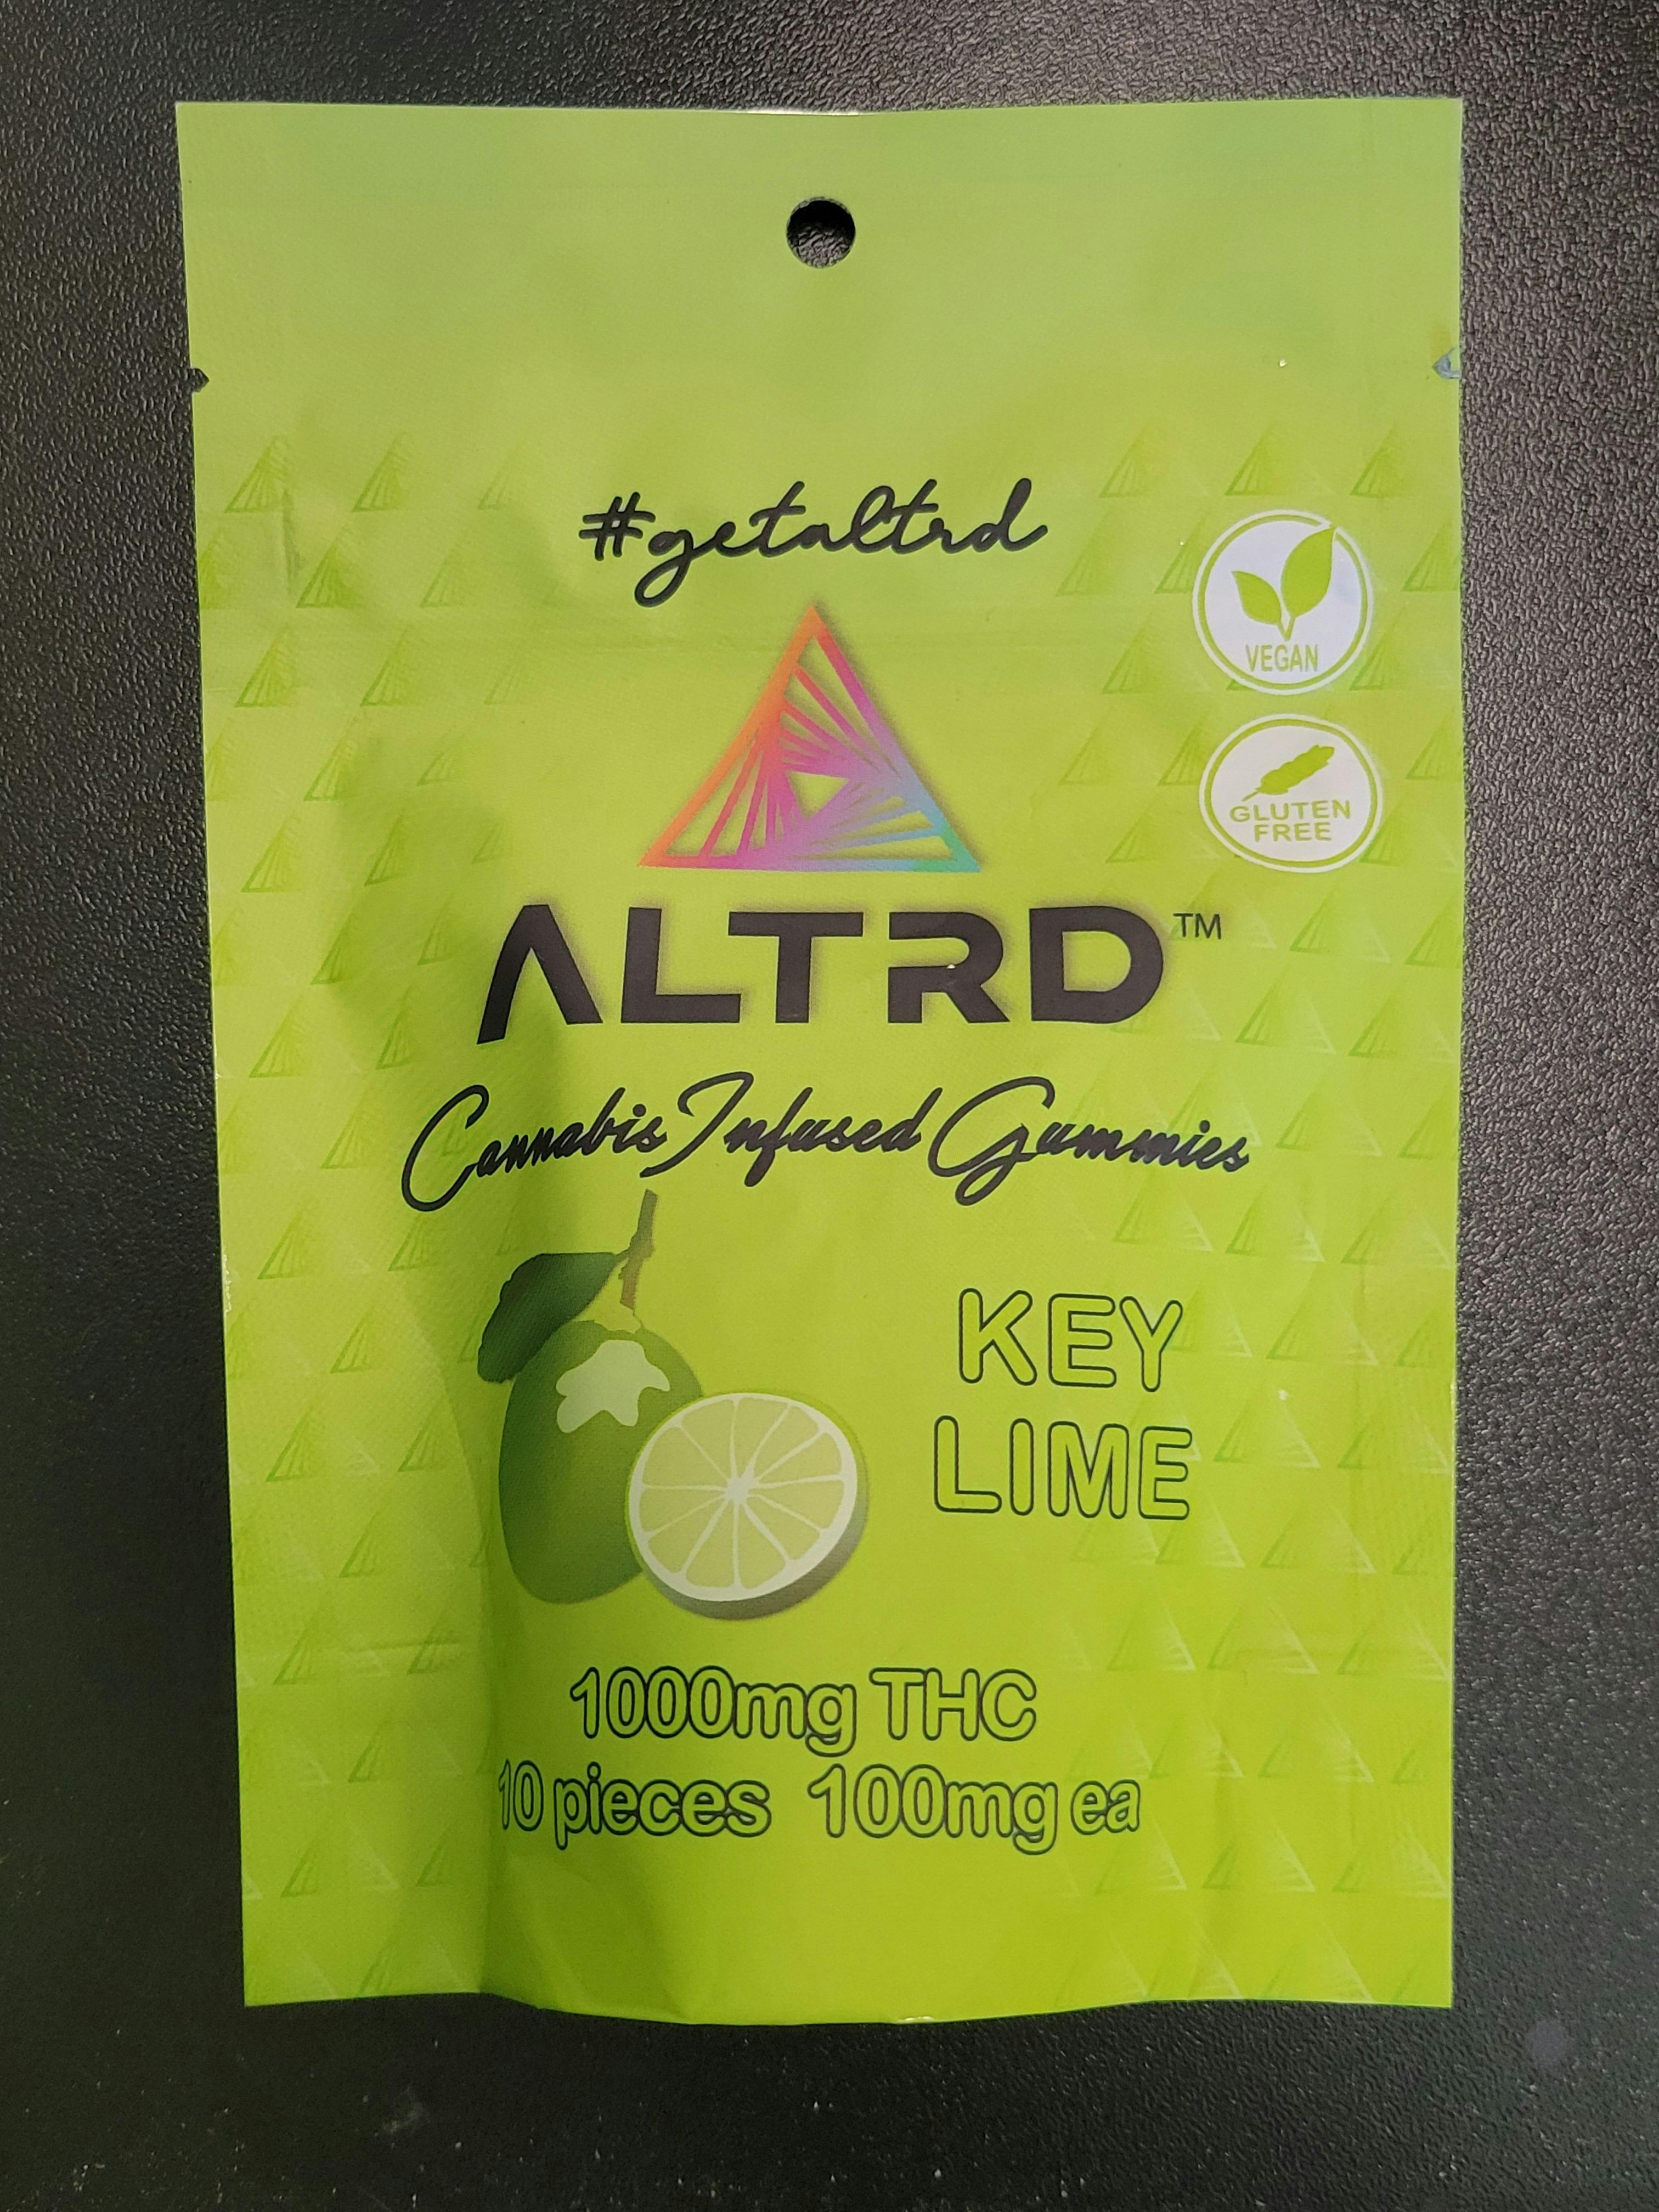 #getaltrd
VEGAN
GLUTEN
FREE
ALTRD™
Cannabis Infused Gummies
KEY
LIME
1000mg THC
10 pieces 100mg ea